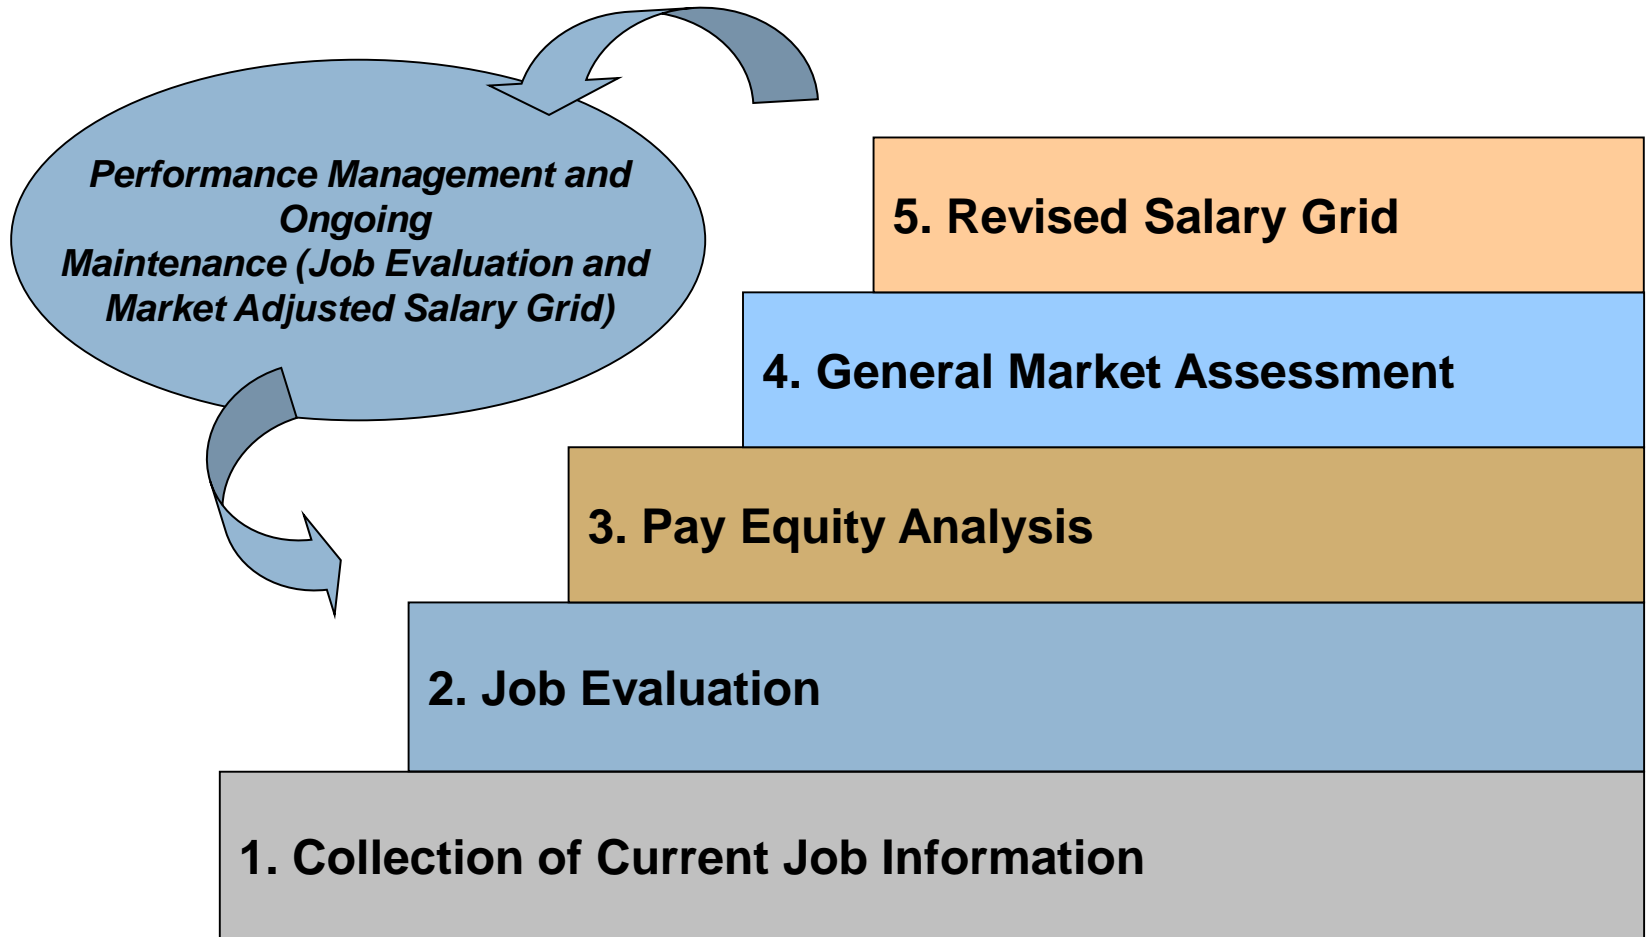 Performance Management and
Ongoing
Maintenance (Job Evaluation and
Market Adjusted Salary Grid)
5. Revised Salary Grid
4. General Market Assessment
3. Pay Equity Analysis
2. Job Evaluation
1. Collection of Current Job Information